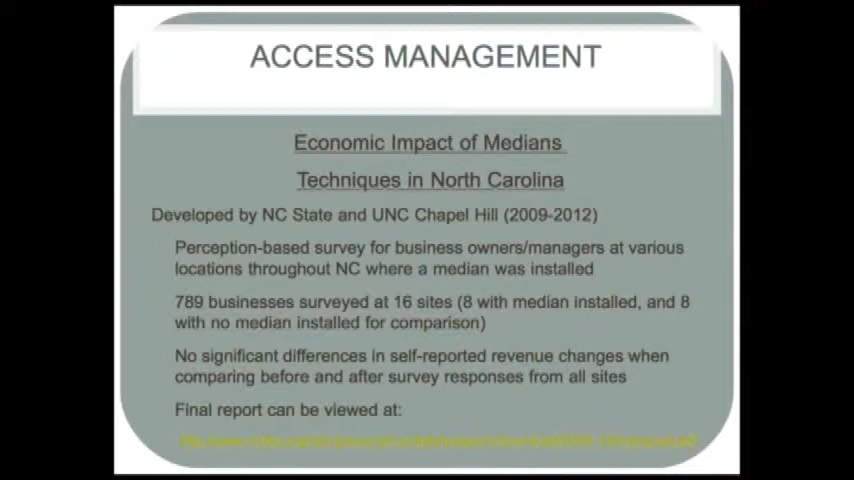 ACCESS MANAGEMENT
Economic Impact of Medians
Techniques in North Carolina
Developed by NC State and UNC Chapel Hill (2009-2012)
Perception-based survey for business owners/managers at various
locations throughout NC where a median was installed
789 businesses surveyed at 16 sites (8 with median installed, and 8
with no median installed for comparison)
No significant differences in self-reported revenue changes when
comparing before and after survey responses from all sites
Final report can be viewed at: